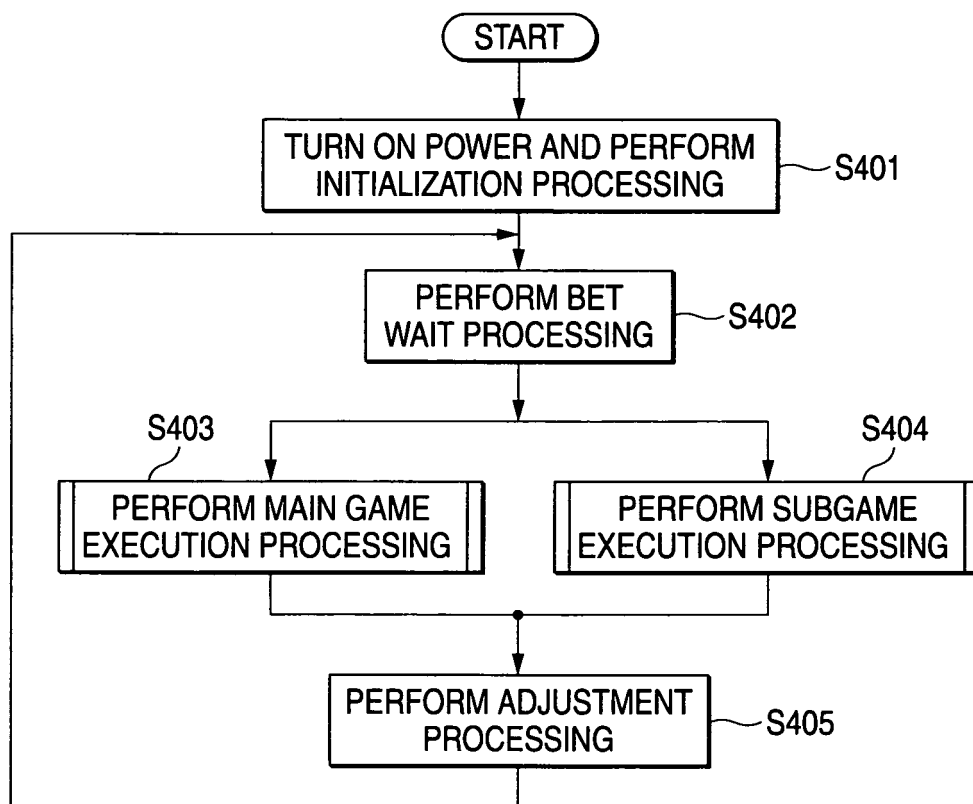 START
TURN ON POWER AND PERFORM
INITIALIZATION PROCESSING
S401
PERFORM BET
WAIT PROCESSING
S402
S403
PERFORM MAIN GAME
EXECUTION PROCESSING
S404
PERFORM SUBGAME
EXECUTION PROCESSING
PERFORM ADJUSTMENT
PROCESSING
S405